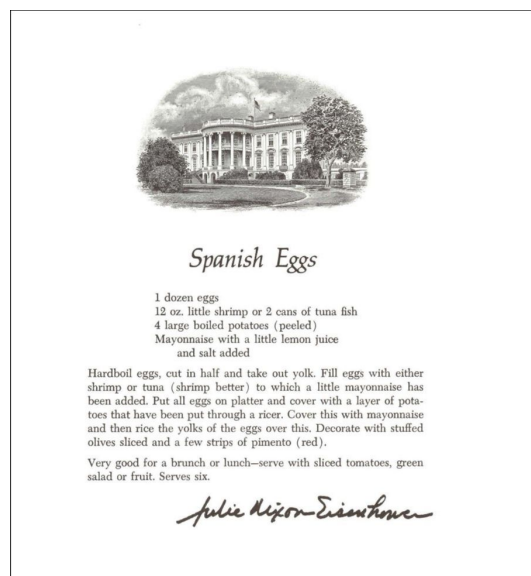 Spanish Eggs
1 dozen eggs
12 oz. little shrimp or 2 cans of tuna fish
4 large boiled potatoes (peeled)
Mayonnaise with a little lemon juice
and salt added
Hardboil eggs, cut in half and take out yolk. Fill eggs with either
shrimp or tuna (shrimp better) to which a little mayonnaise has
been added. Put all eggs on platter and cover with a layer of pota-
toes that have been put through a ricer. Cover this with mayonnaise
and then rice the yolks of the eggs over this. Decorate with stuffed
olives sliced and a few strips of pimento (red).
Very good for a brunch or lunch—serve with sliced tomatoes, green
salad or fruit. Serves six.
Julie Nixon Eisenhower